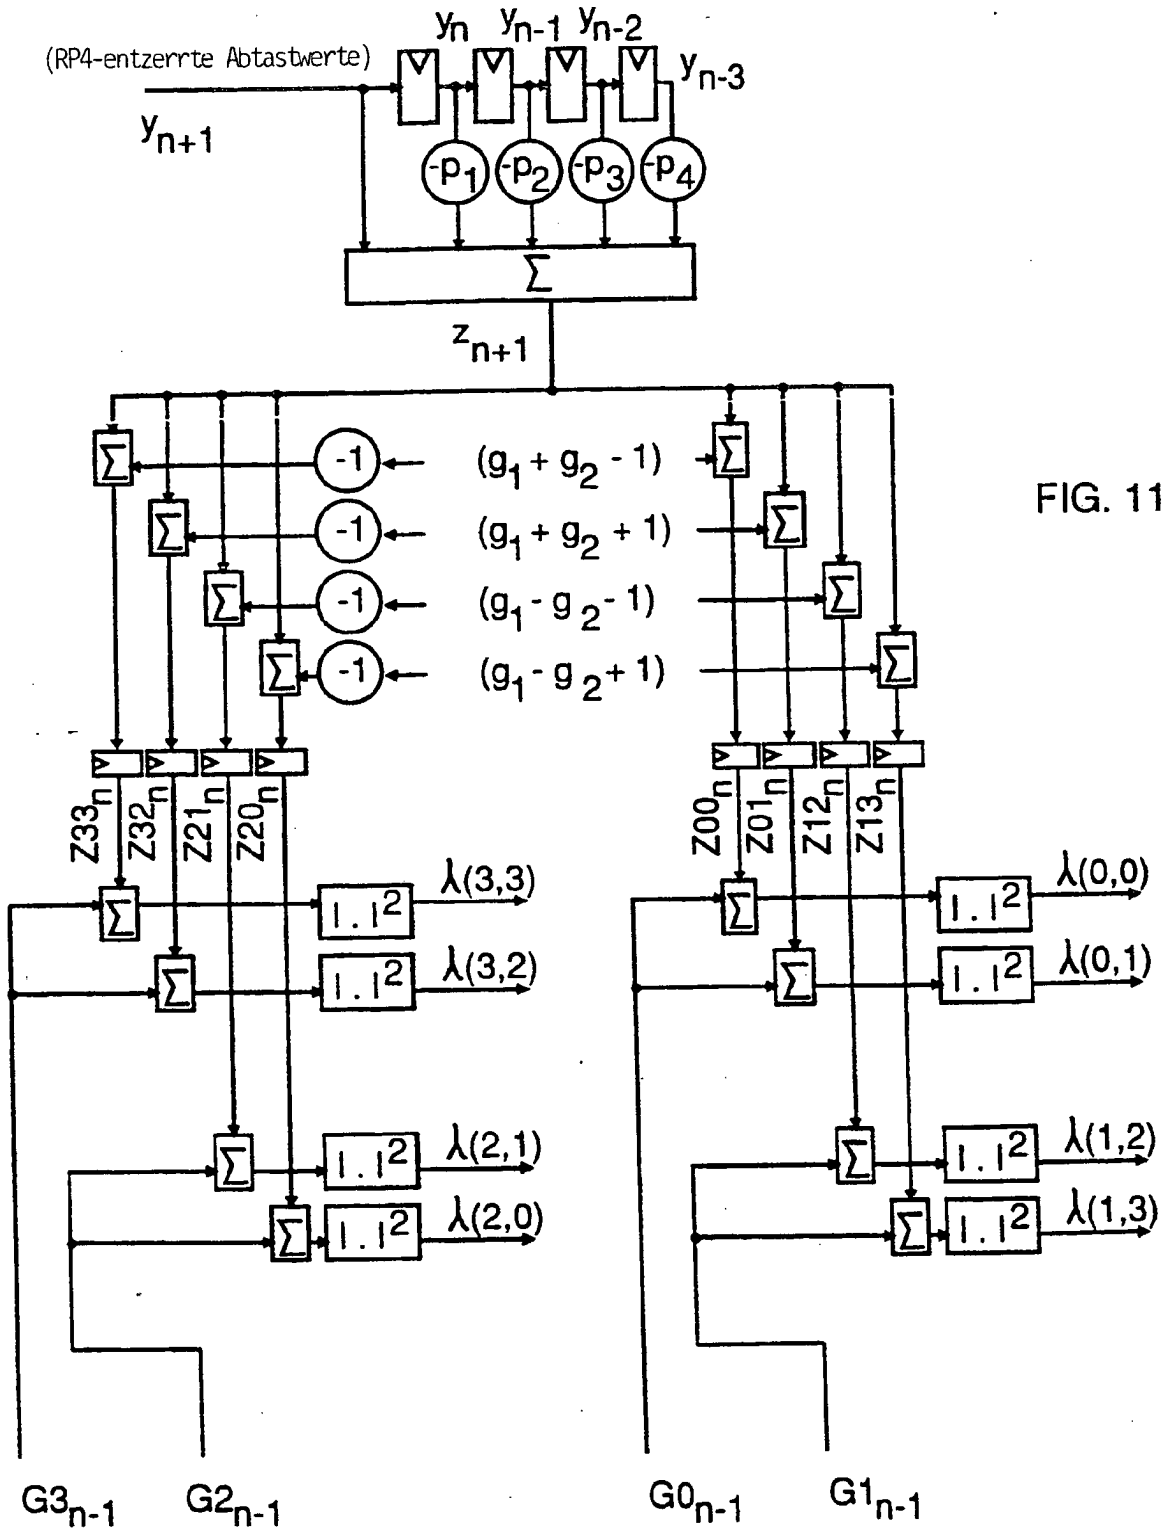 yₙ yₙ₋₁ yₙ₋₂
(RP4-entzerrte Abtastwerte)
yₙ₋₃
yₙ₊₁
-p₁ -p₂ -p₃ -p₄
Σ
zₙ₊₁
Σ -1 (g₁ + g₂ - 1) Σ
FIG. 11
Σ -1 (g₁ + g₂ + 1) Σ
Σ -1 (g₁ - g₂ - 1) Σ
Σ -1 (g₁ - g₂ + 1) Σ
Z33ₙ Z32ₙ Z21ₙ Z20ₙ Z00ₙ Z01ₙ Z12ₙ Z13ₙ
Σ |.|² λ(3,3) Σ |.|² λ(0,0)
Σ |.|² λ(3,2) Σ |.|² λ(0,1)
Σ |.|² λ(2,1) Σ |.|² λ(1,2)
Σ |.|² λ(2,0) Σ |.|² λ(1,3)
G3ₙ₋₁ G2ₙ₋₁ G0ₙ₋₁ G1ₙ₋₁